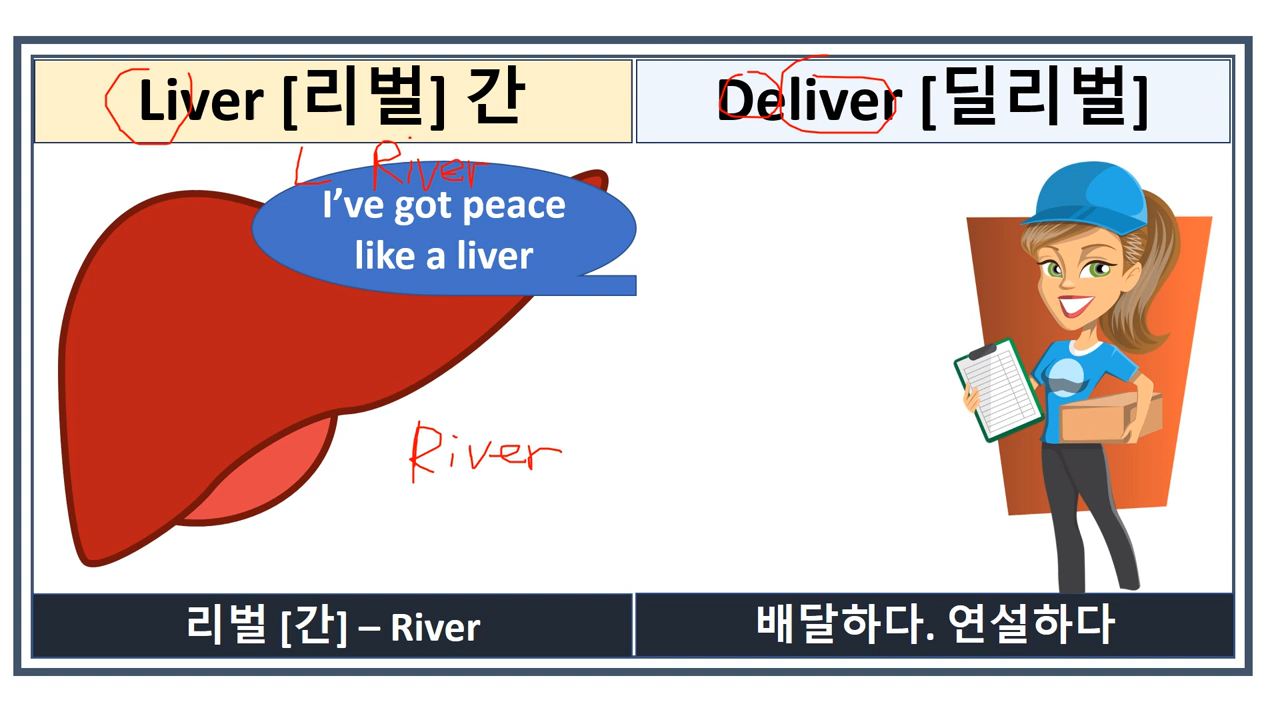 Liver [리벌] 간
Deliver [딜리벌]
L River
I've got peace
like a liver
River
리벌 [간] – River
배달하다. 연설하다